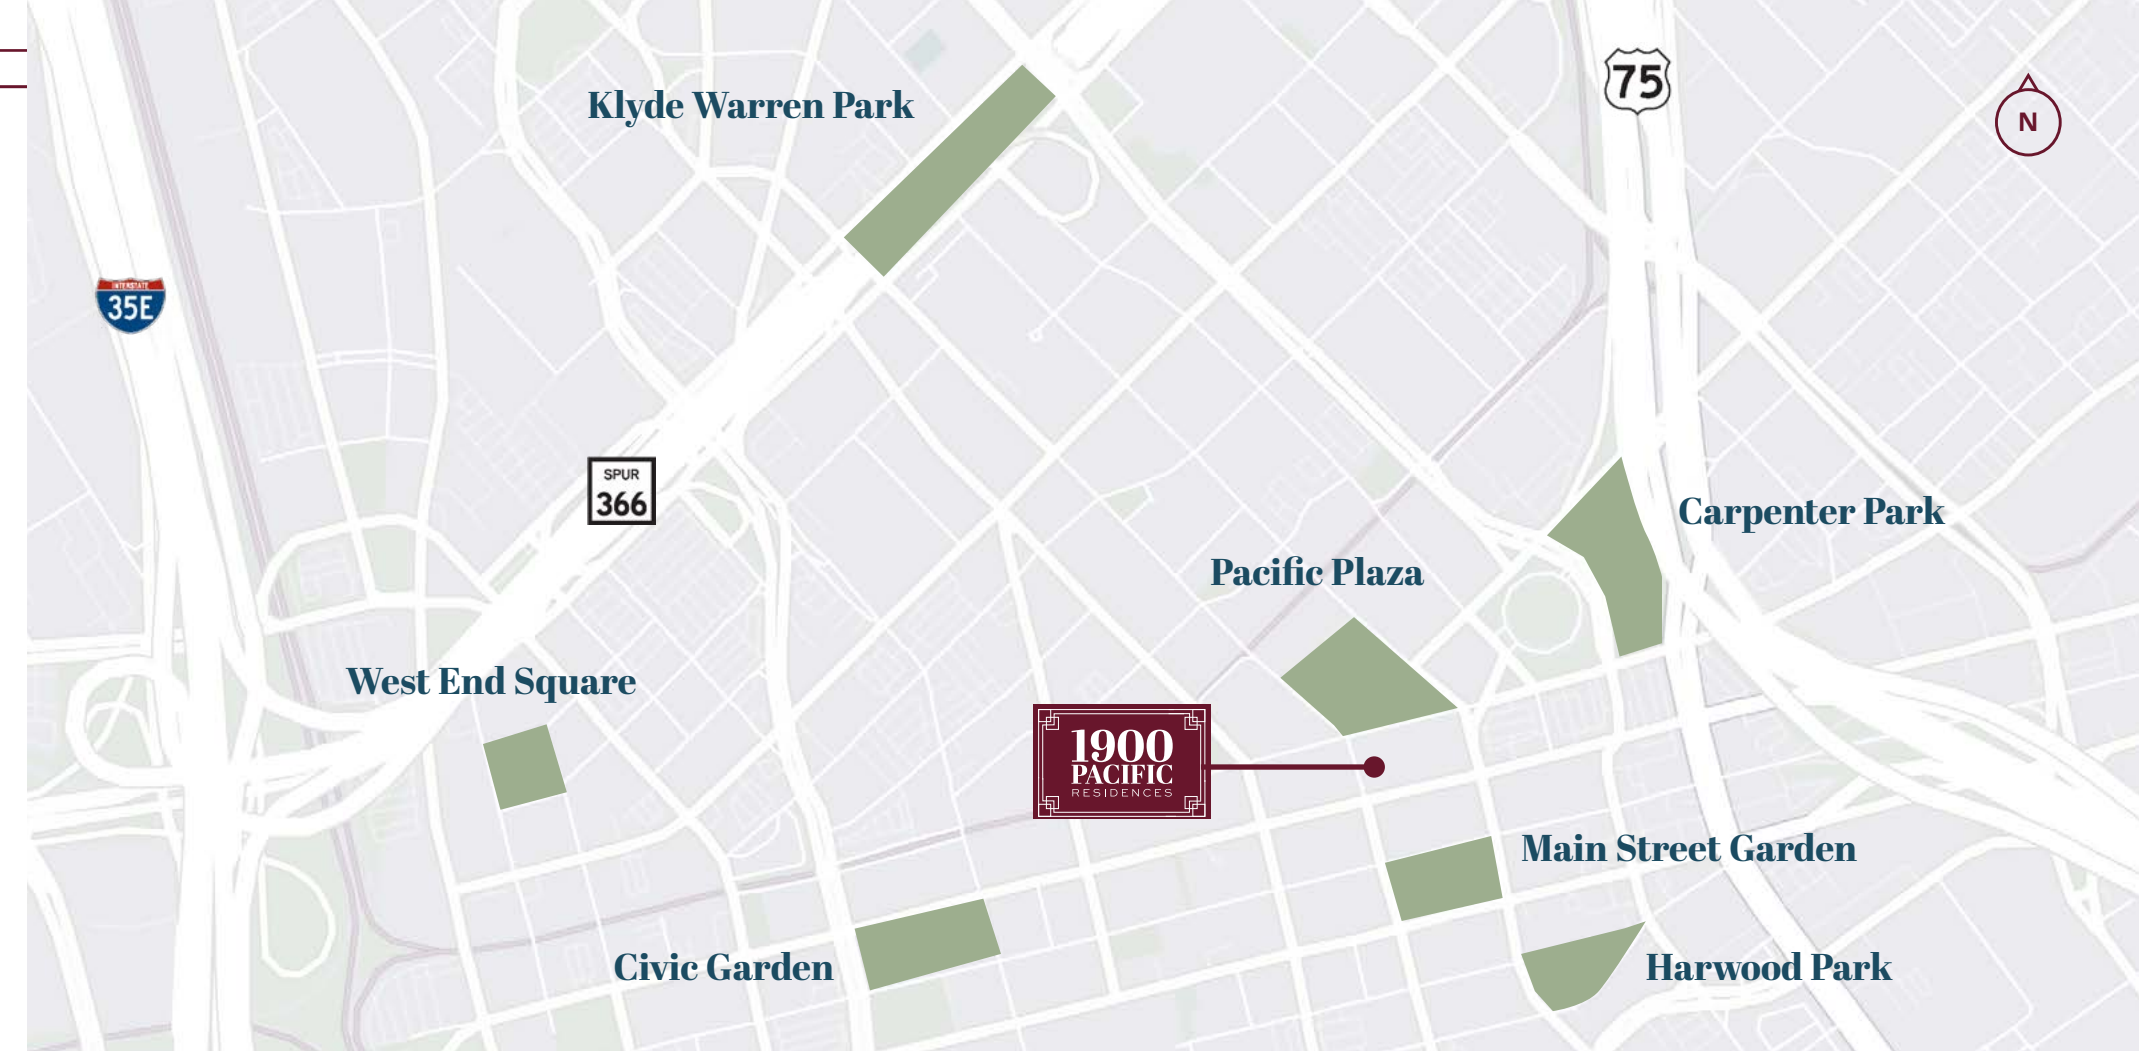 75
Klyde Warren Park
N
INTERSTATE
35E
SPUR
366
Carpenter Park
Pacific Plaza
West End Square
1900
PACIFIC
RESIDENCES
Main Street Garden
Civic Garden
Harwood Park